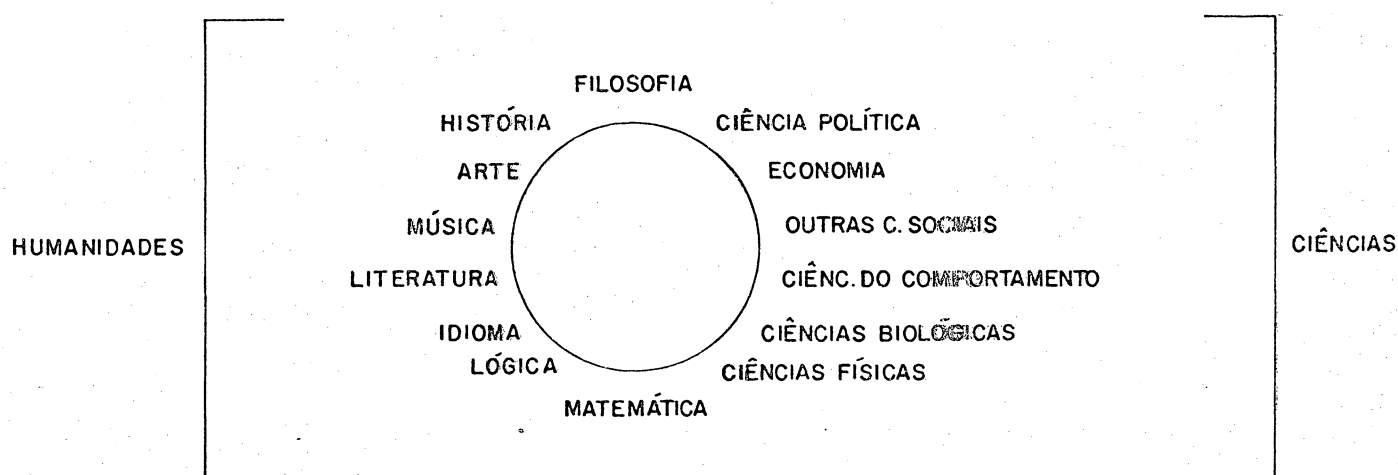 FILOSOFIA
HISTÓRIA
CIÊNCIA POLÍTICA
ARTE
ECONOMIA
MÚSICA
OUTRAS C. SOCIAIS
HUMANIDADES
CIÊNCIAS
LITERATURA
CIÊNC. DO COMPORTAMENTO
IDIOMA
CIÊNCIAS BIOLÓGICAS
LÓGICA
CIÊNCIAS FÍSICAS
MATEMÁTICA